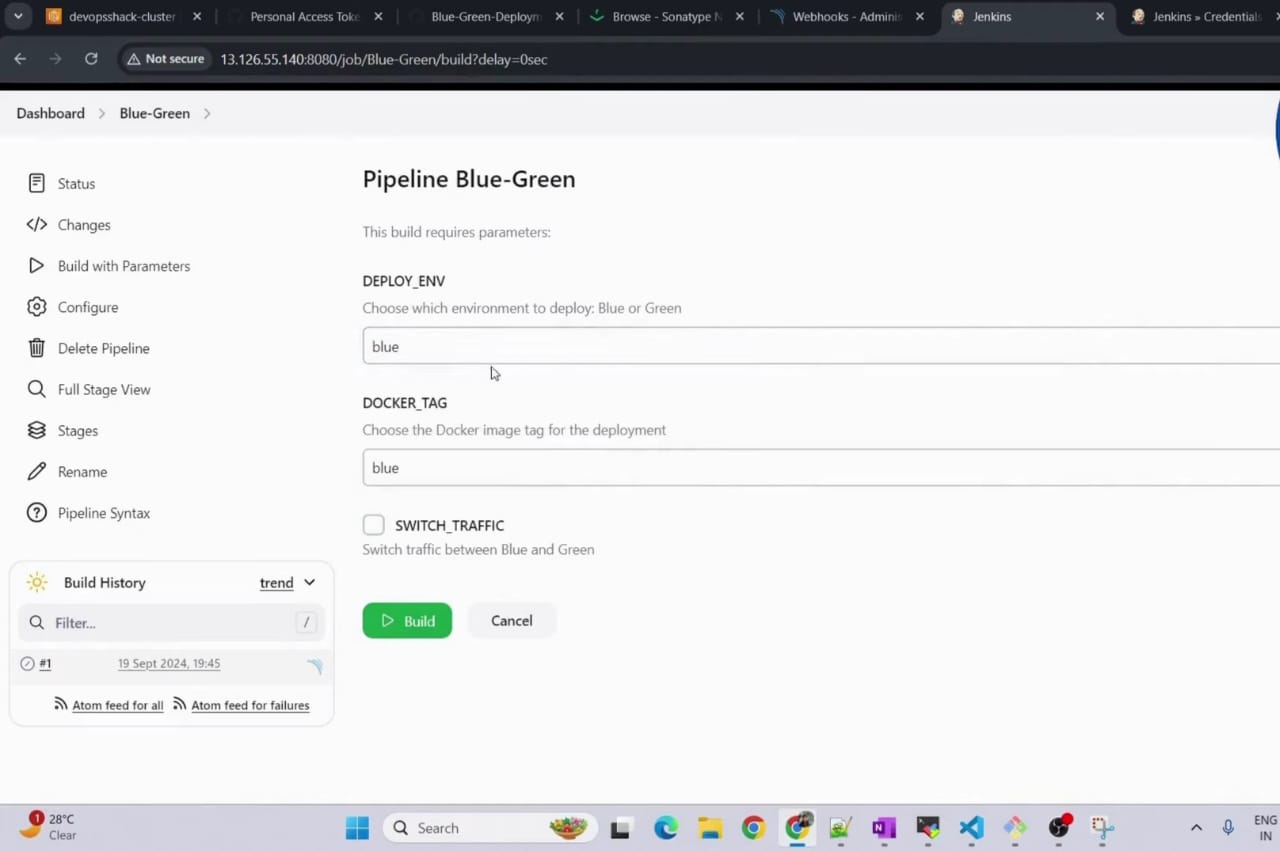 devopsshack-cluster
Personal Access Toke
Blue-Green-Deploym
Browse - Sonatype N
Webhooks - Adminis
Jenkins
Jenkins » Credentials
Not secure
13.126.55.140:8080/job/Blue-Green/build?delay=0sec
Dashboard
Blue-Green
Status
Changes
Build with Parameters
Configure
Delete Pipeline
Full Stage View
Stages
Rename
Pipeline Syntax
Build History
trend
Filter...
/
#1
19 Sept 2024, 19:45
Atom feed for all
Atom feed for failures
Pipeline Blue-Green
This build requires parameters:
DEPLOY_ENV
Choose which environment to deploy: Blue or Green
blue
DOCKER_TAG
Choose the Docker image tag for the deployment
blue
SWITCH_TRAFFIC
Switch traffic between Blue and Green
Build
Cancel
1
28°C
Clear
Search
ENG
IN